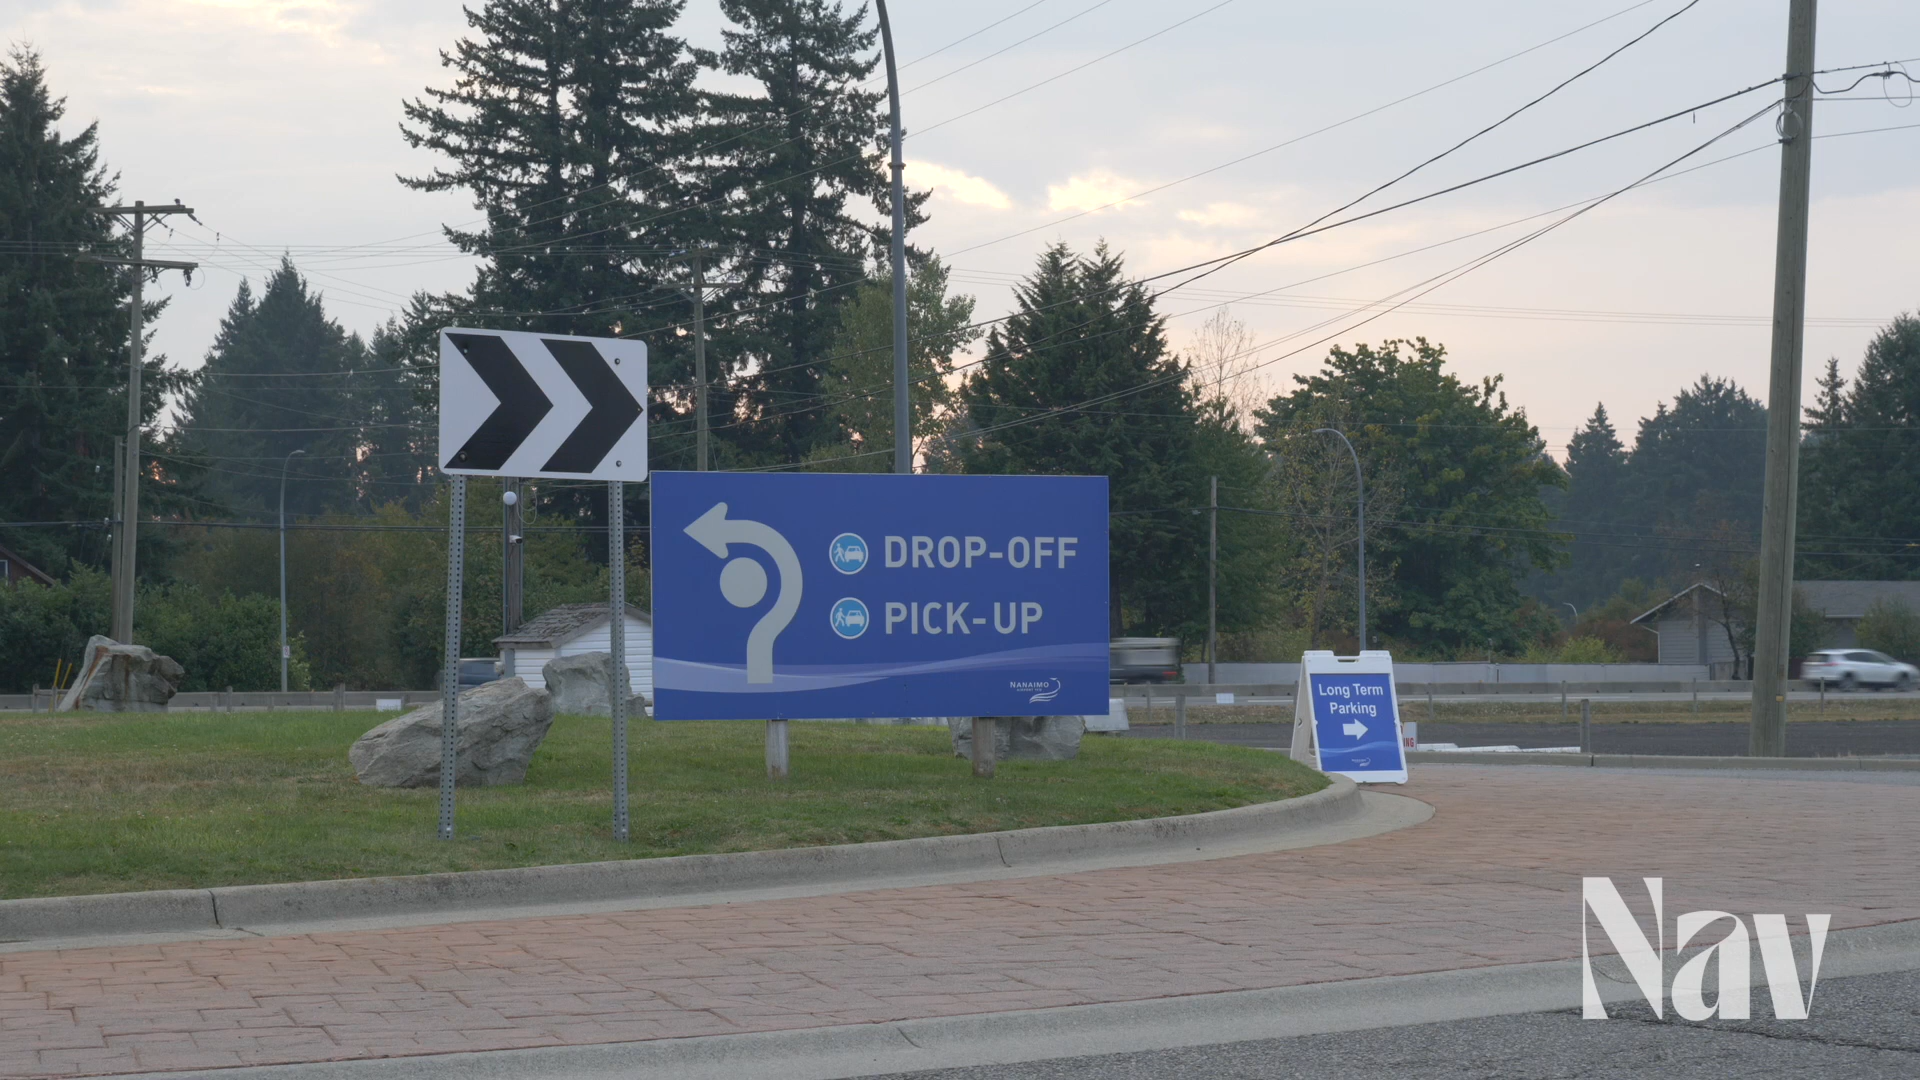 DROP-OFF
PICK-UP
NANAIMO
Long Term
Parking
Nav